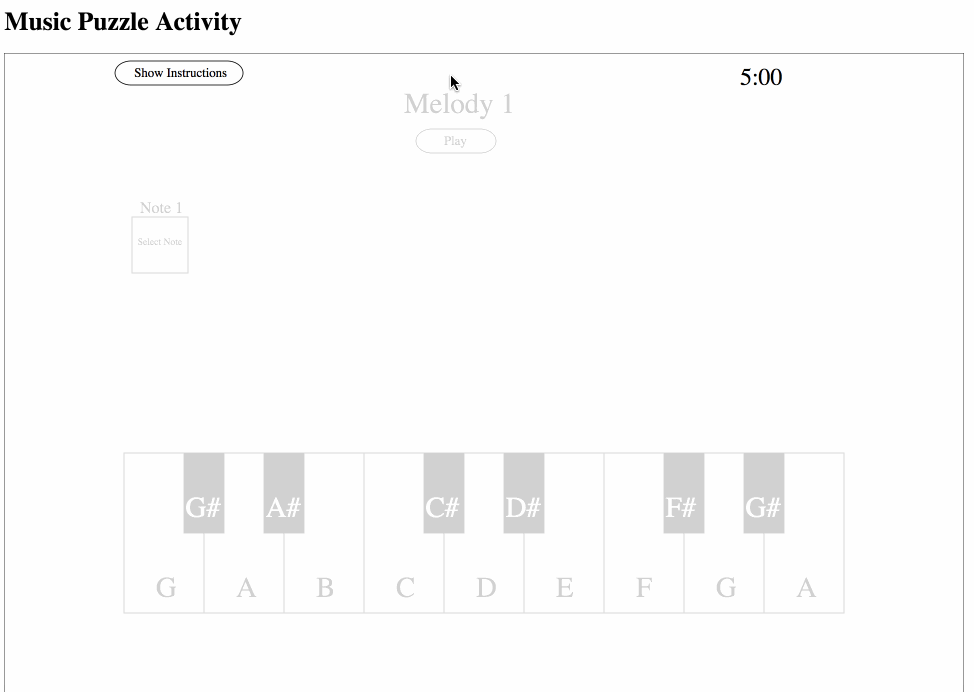 Music Puzzle Activity
Show Instructions
5:00
Melody 1
Play
Note 1
Select Note
G# A# C# D# F# G#
G A B C D E F G A